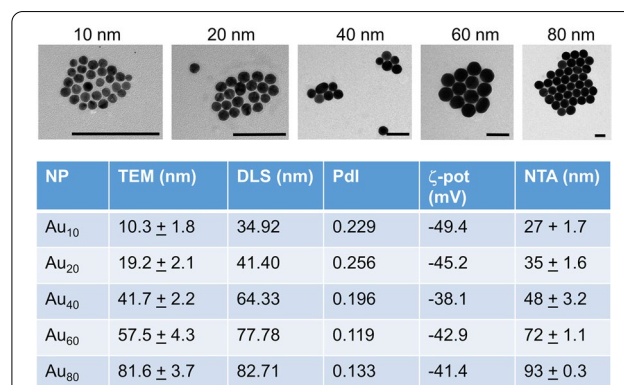 10 nm 20 nm 40 nm 60 nm 80 nm
NP TEM (nm) DLS (nm) PdI ζ-pot (mV) NTA (nm)
Au₁₀ 10.3 ± 1.8 34.92 0.229 -49.4 27 + 1.7
Au₂₀ 19.2 ± 2.1 41.40 0.256 -45.2 35 ± 1.6
Au₄₀ 41.7 ± 2.2 64.33 0.196 -38.1 48 ± 3.2
Au₆₀ 57.5 ± 4.3 77.78 0.119 -42.9 72 ± 1.1
Au₈₀ 81.6 ± 3.7 82.71 0.133 -41.4 93 ± 0.3